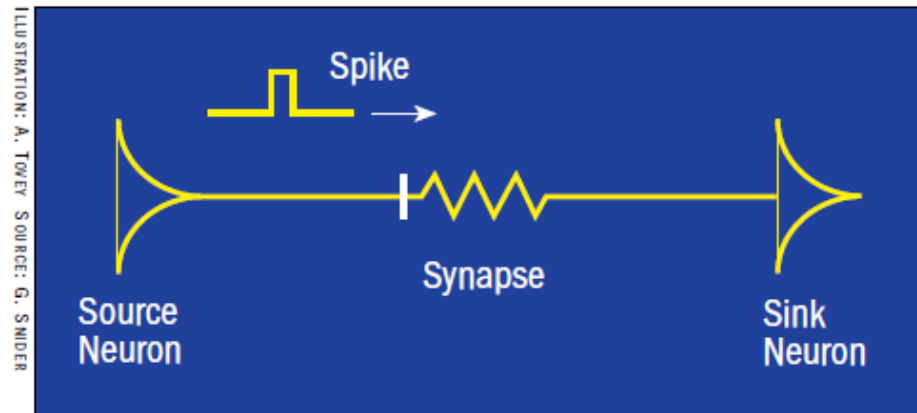 ILLUSTRATION: A. TOVEY SOURCE: G. SNIDER
Spike
Synapse
Source
Neuron
Sink
Neuron